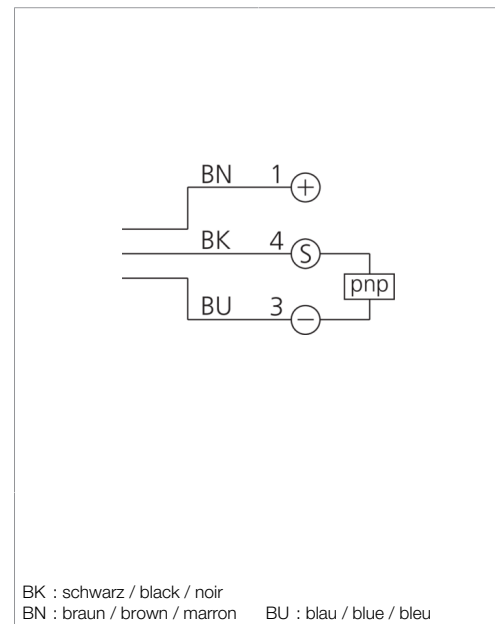 BN 1 +
BK 4 S
pnp
BU 3 −
BK : schwarz / black / noir
BN : braun / brown / marron BU : blau / blue / bleu